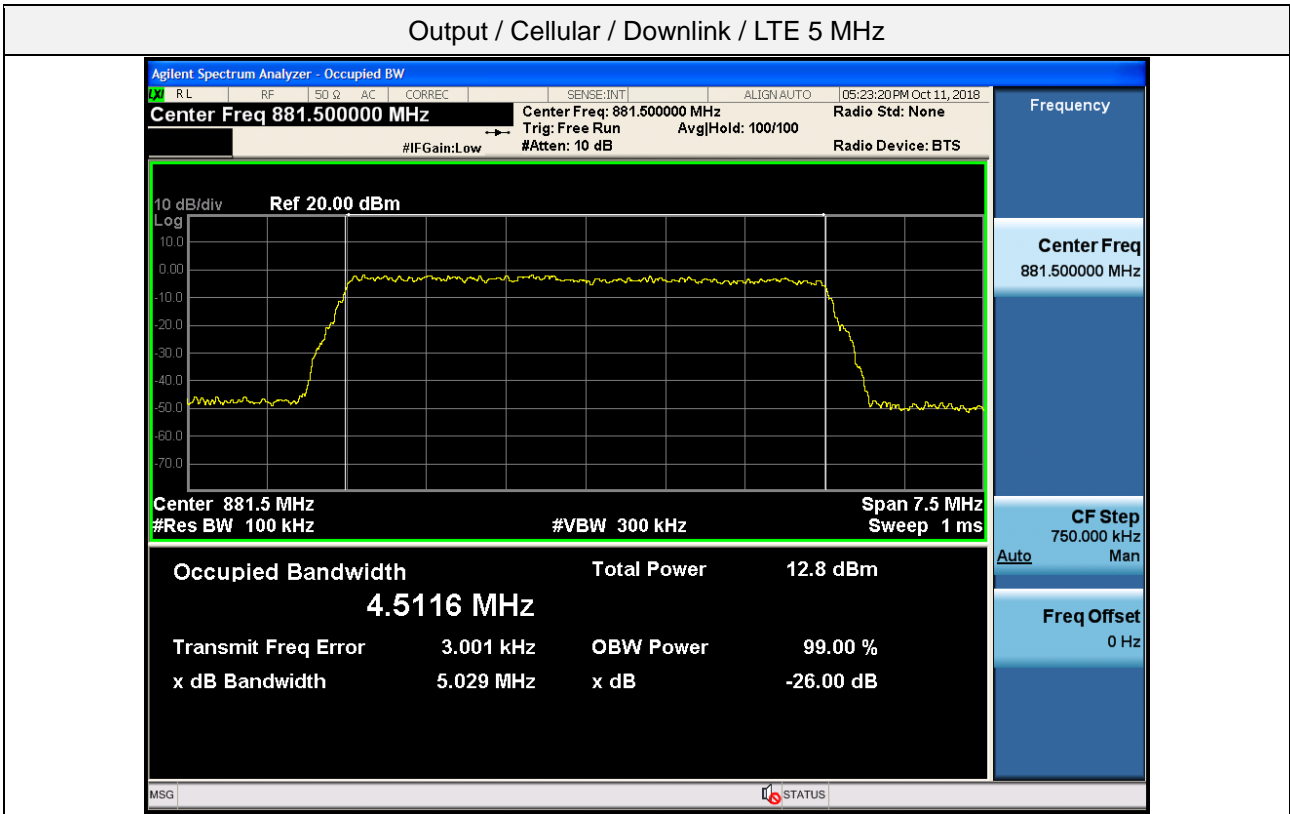 Output / Cellular / Downlink / LTE 5 MHz
Agilent Spectrum Analyzer - Occupied BW
LXI RL RF 50 Ω AC CORREC SENSE:INT ALIGN AUTO 05:23:20 PM Oct 11, 2018
Center Freq 881.500000 MHz
Center Freq: 881.500000 MHz
Radio Std: None
Trig: Free Run Avg|Hold: 100/100
#IFGain:Low
#Atten: 10 dB
Radio Device: BTS
Frequency
10 dB/div Ref 20.00 dBm
Log
10.0
0.00
-10.0
-20.0
-30.0
-40.0
-50.0
-60.0
-70.0
Center 881.5 MHz Span 7.5 MHz
#Res BW 100 kHz #VBW 300 kHz Sweep 1 ms
Center Freq
881.500000 MHz
CF Step
750.000 kHz
Auto Man
Freq Offset
0 Hz
Occupied Bandwidth Total Power 12.8 dBm
4.5116 MHz
Transmit Freq Error 3.001 kHz OBW Power 99.00 %
x dB Bandwidth 5.029 MHz x dB -26.00 dB
MSG STATUS